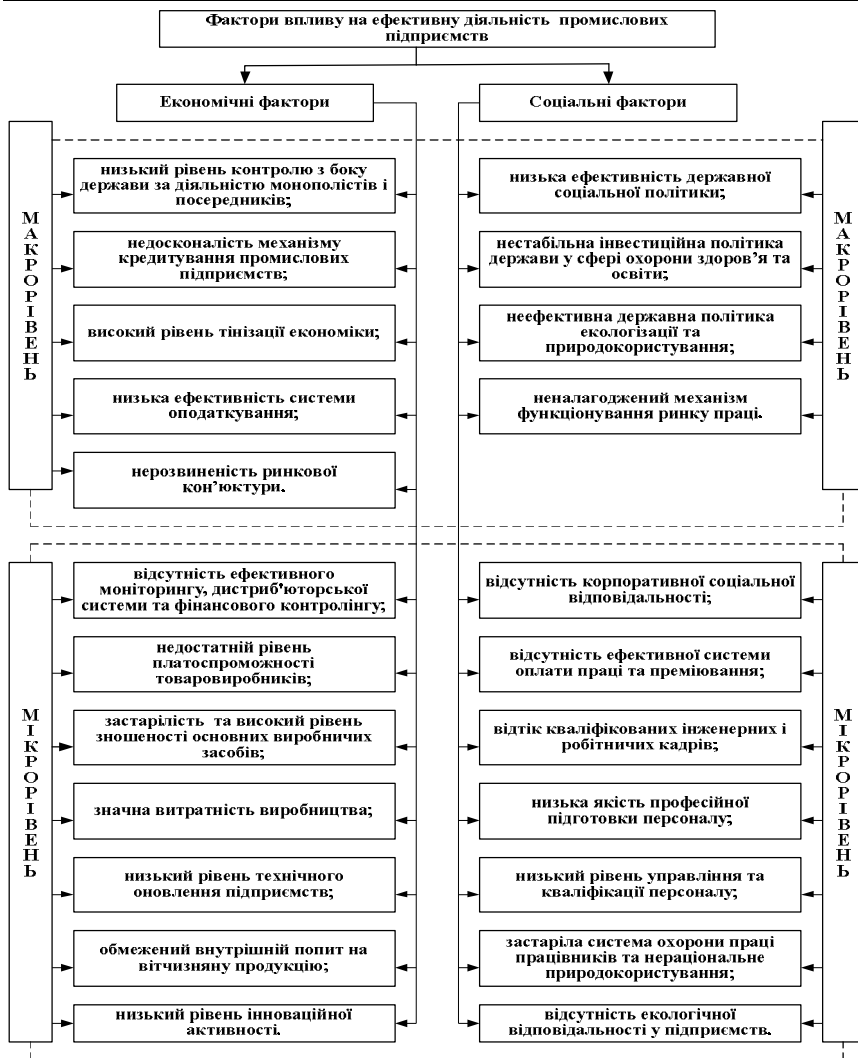 Фактори впливу на ефективну діяльність промислових
підприємств
Економічні фактори
Соціальні фактори
МАКРОРІВЕНЬ
низький рівень контролю з боку
держави за діяльністю монополістів і
посередників;
недосконалість механізму
кредитування промислових
підприємств;
високий рівень тінізації економіки;
низька ефективність системи
оподаткування;
нерозвиненість ринкової
кон’юктури.
низька ефективність державної
соціальної політики;
нестабільна інвестиційна політика
держави у сфері охорони здоров’я та
освіти;
неефективна державна політика
екологізації та
природокористування;
неналагоджений механізм
функціонування ринку праці.
МАКРОРІВЕНЬ
МІКРОРІВЕНЬ
відсутність ефективного
моніторингу, дистриб'юторської
системи та фінансового контролінгу;
недостатній рівень
платоспроможності
товаровиробників;
застарілість та високий рівень
зношеності основних виробничих
засобів;
значна витратність виробництва;
низький рівень технічного
оновлення підприємств;
обмежений внутрішній попит на
вітчизняну продукцію;
низький рівень інноваційної
активності.
відсутність корпоративної соціальної
відповідальності;
відсутність ефективної системи
оплати праці та преміювання;
відтік кваліфікованих інженерних і
робітничих кадрів;
низька якість професійної
підготовки персоналу;
низький рівень управління та
кваліфікації персоналу;
застаріла система охорони праці
працівників та нераціональне
природокористування;
відсутність екологічної
відповідальності у підприємств.
МІКРОРІВЕНЬ